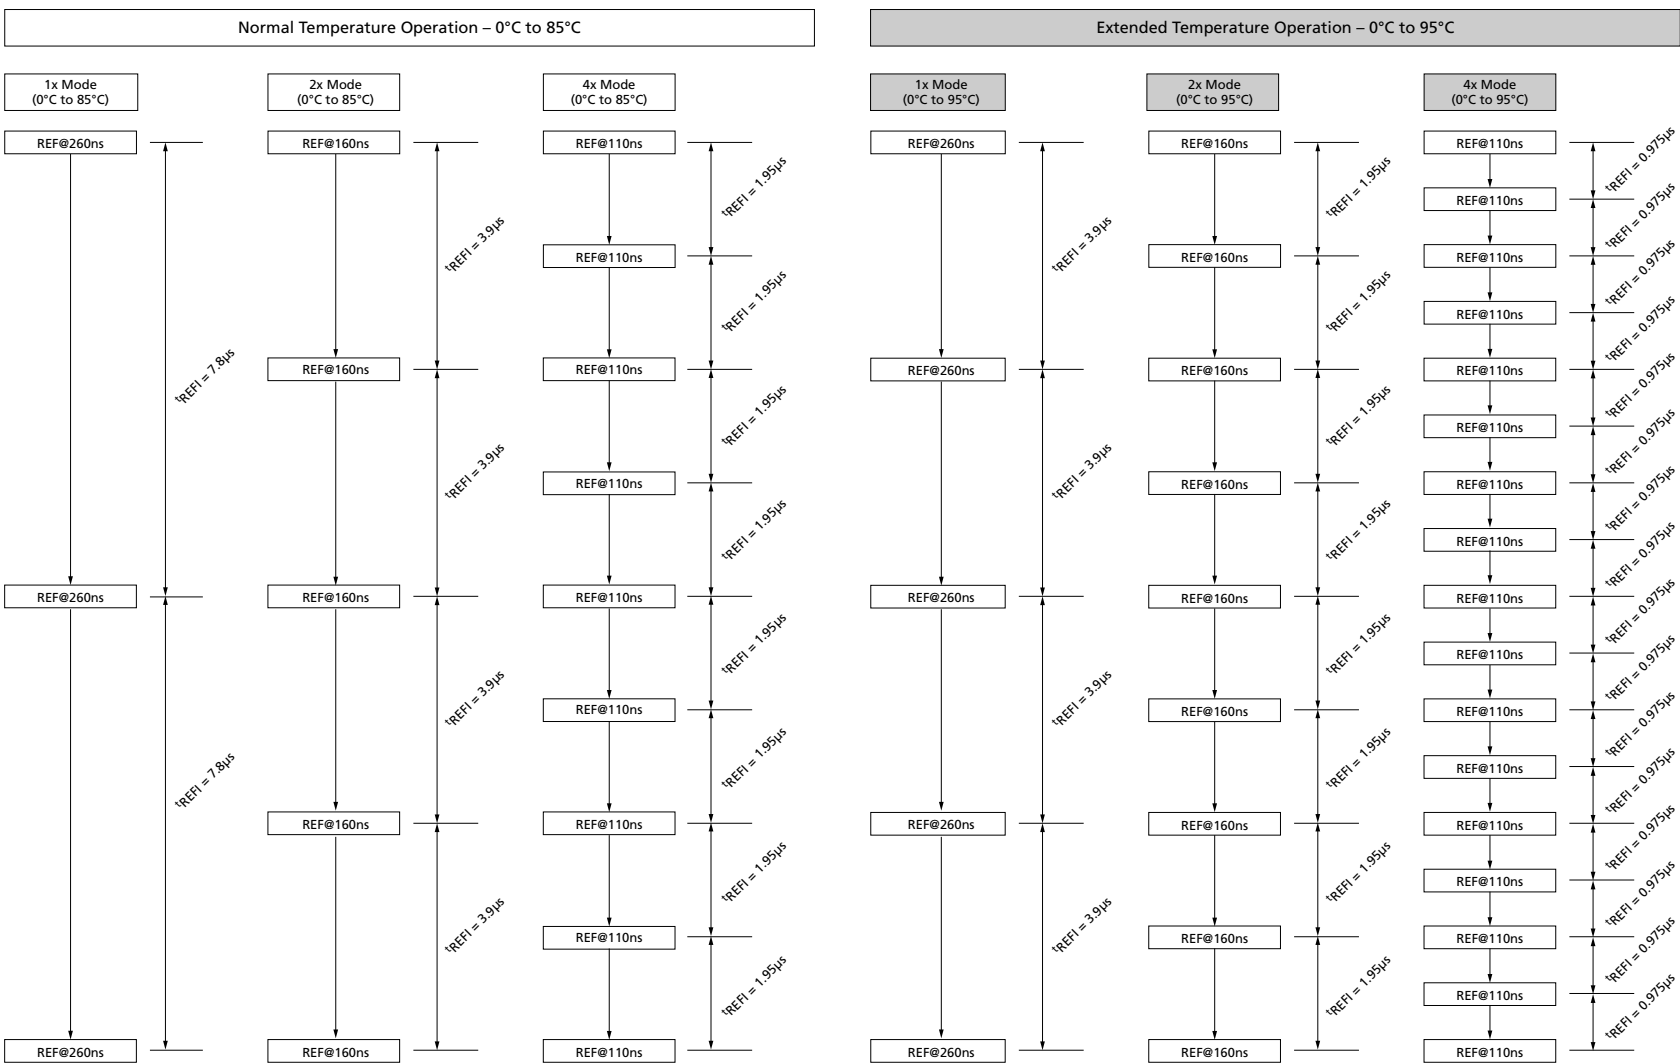 Normal Temperature Operation – 0°C to 85°C
1x Mode
(0°C to 85°C)
REF@260ns
tREFI = 7.8µs
REF@260ns
tREFI = 7.8µs
REF@260ns
2x Mode
(0°C to 85°C)
REF@160ns
tREFI = 3.9µs
REF@160ns
tREFI = 3.9µs
REF@160ns
tREFI = 3.9µs
REF@160ns
tREFI = 3.9µs
REF@160ns
4x Mode
(0°C to 85°C)
REF@110ns
tREFI = 1.95µs
REF@110ns
tREFI = 1.95µs
REF@110ns
tREFI = 1.95µs
REF@110ns
tREFI = 1.95µs
REF@110ns
tREFI = 1.95µs
REF@110ns
tREFI = 1.95µs
REF@110ns
tREFI = 1.95µs
REF@110ns
tREFI = 1.95µs
REF@110ns
Extended Temperature Operation – 0°C to 95°C
1x Mode
(0°C to 95°C)
REF@260ns
tREFI = 3.9µs
REF@260ns
tREFI = 3.9µs
REF@260ns
tREFI = 3.9µs
REF@260ns
tREFI = 3.9µs
REF@260ns
2x Mode
(0°C to 95°C)
REF@160ns
tREFI = 1.95µs
REF@160ns
tREFI = 1.95µs
REF@160ns
tREFI = 1.95µs
REF@160ns
tREFI = 1.95µs
REF@160ns
tREFI = 1.95µs
REF@160ns
tREFI = 1.95µs
REF@160ns
tREFI = 1.95µs
REF@160ns
tREFI = 1.95µs
REF@160ns
4x Mode
(0°C to 95°C)
REF@110ns
tREFI = 0.975µs
REF@110ns
tREFI = 0.975µs
REF@110ns
tREFI = 0.975µs
REF@110ns
tREFI = 0.975µs
REF@110ns
tREFI = 0.975µs
REF@110ns
tREFI = 0.975µs
REF@110ns
tREFI = 0.975µs
REF@110ns
tREFI = 0.975µs
REF@110ns
tREFI = 0.975µs
REF@110ns
tREFI = 0.975µs
REF@110ns
tREFI = 0.975µs
REF@110ns
tREFI = 0.975µs
REF@110ns
tREFI = 0.975µs
REF@110ns
tREFI = 0.975µs
REF@110ns
tREFI = 0.975µs
REF@110ns
tREFI = 0.975µs
REF@110ns